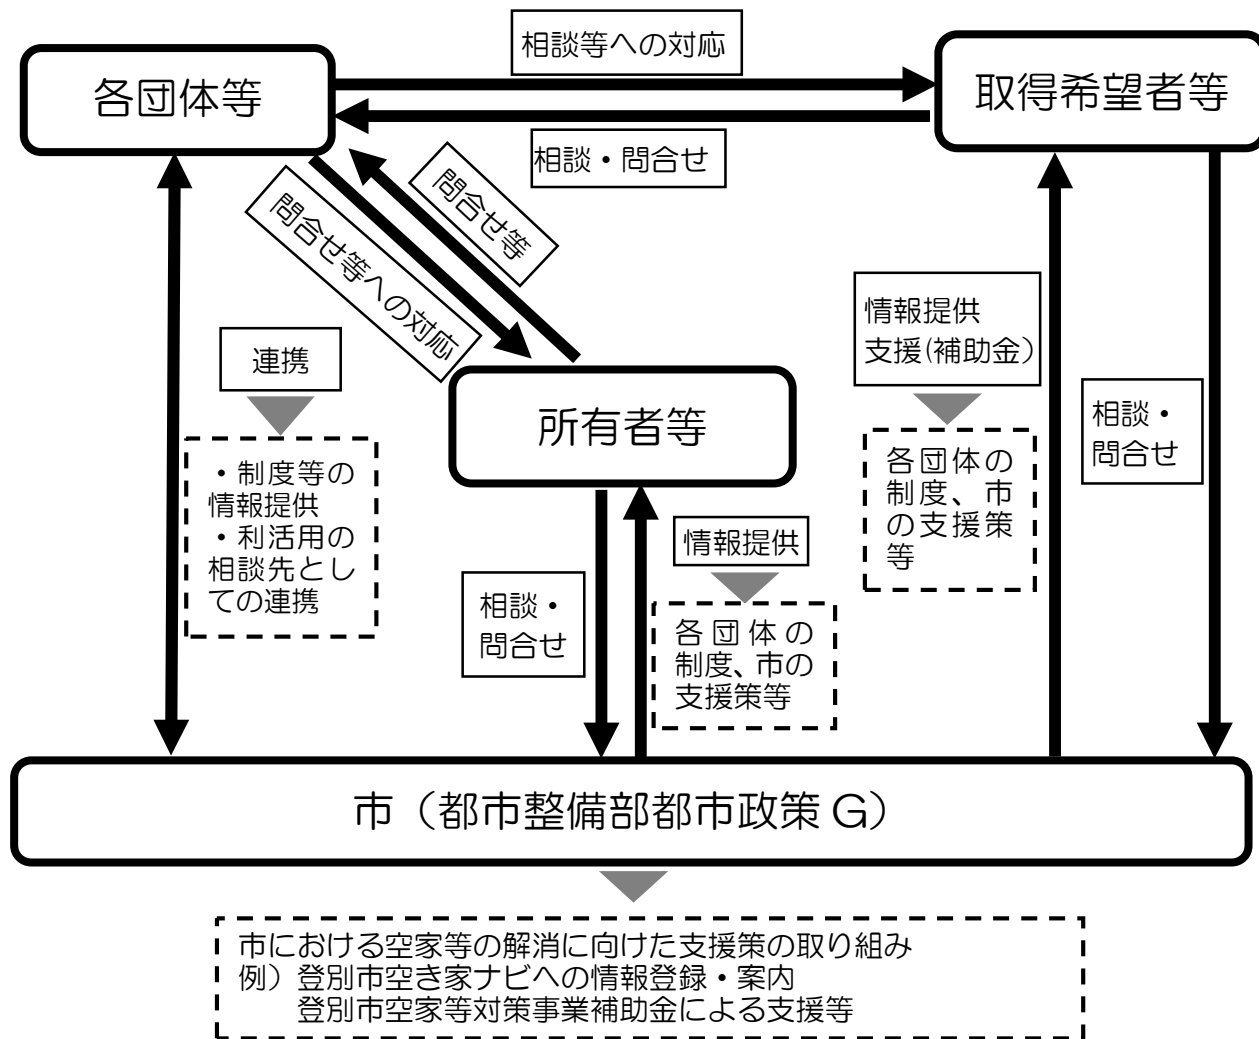 相談等への対応
各団体等
取得希望者等
相談・問合せ
問合せ等
問合せ等への対応
連携
・制度等の
情報提供
・利活用の
相談先とし
ての連携
所有者等
情報提供
支援(補助金）
各団体の
制度、市
の支援策
等
相談・
問合せ
相談・
問合せ
情報提供
各団体の
制度、市の
支援策等
市（都市整備部都市政策G）
市における空家等の解消に向けた支援策の取り組み
例）登別市空き家ナビへの情報登録・案内
登別市空家等対策事業補助金による支援等